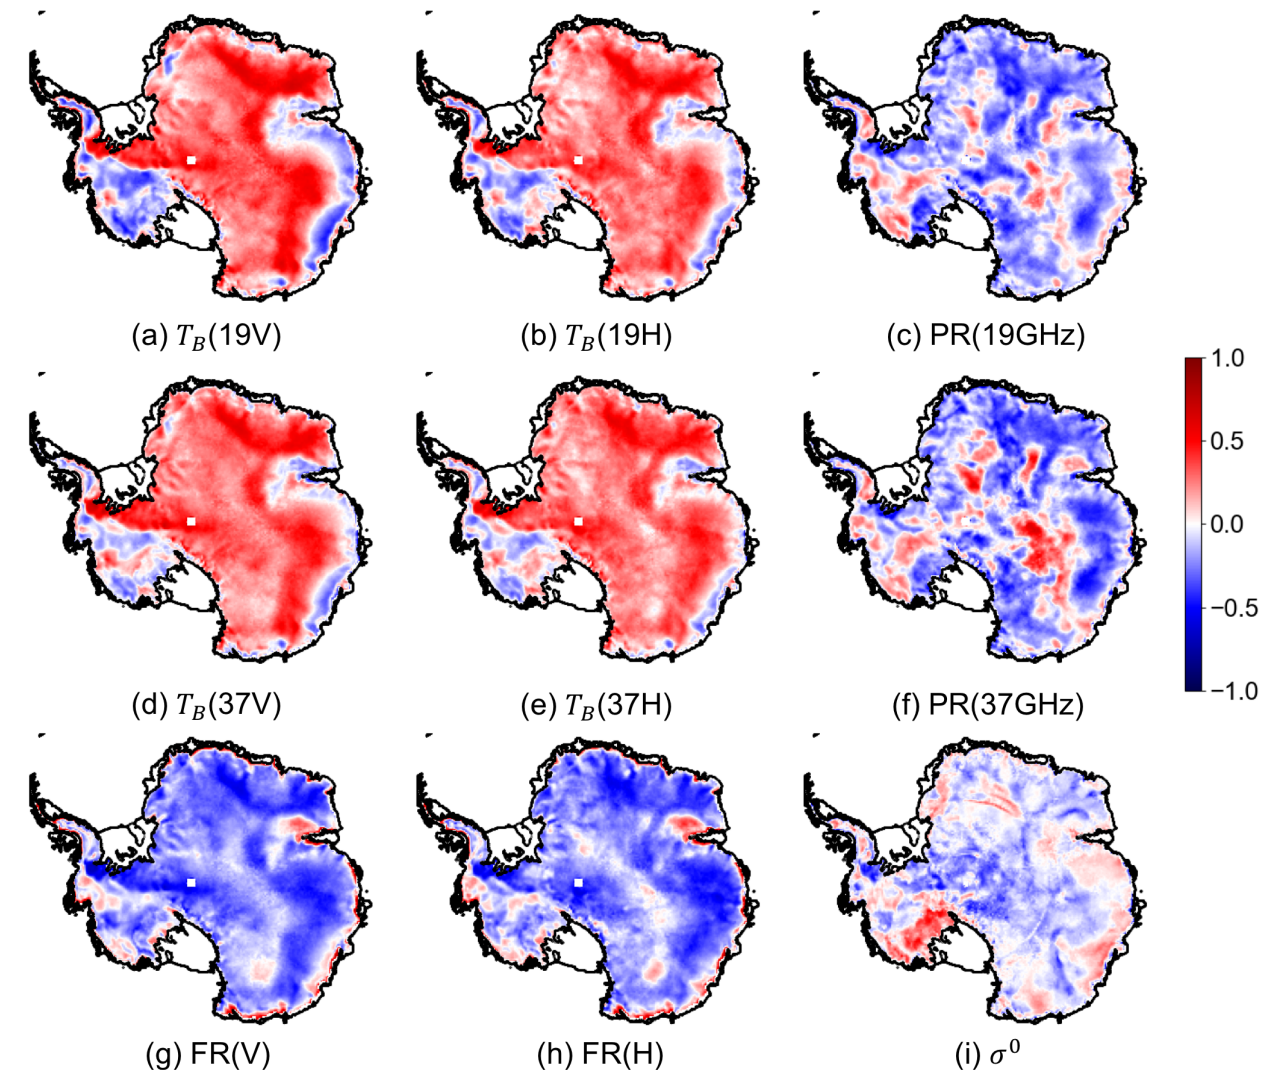 (a) T_B(19V)
(b) T_B(19H)
(c) PR(19GHz)
1.0
0.5
0.0
−0.5
−1.0
(d) T_B(37V)
(e) T_B(37H)
(f) PR(37GHz)
(g) FR(V)
(h) FR(H)
(i) σ⁰